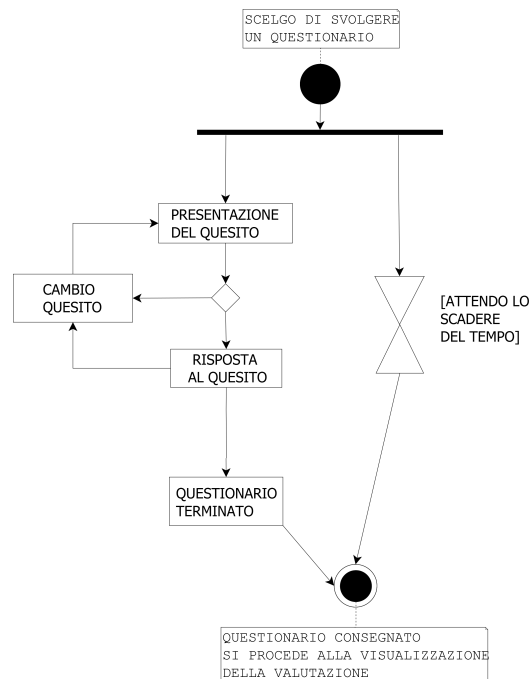 SCELGO DI SVOLGERE
UN QUESTIONARIO
PRESENTAZIONE
DEL QUESITO
CAMBIO
QUESITO
[ATTENDO LO
SCADERE
DEL TEMPO]
RISPOSTA
AL QUESITO
QUESTIONARIO
TERMINATO
QUESTIONARIO CONSEGNATO
SI PROCEDE ALLA VISUALIZZAZIONE
DELLA VALUTAZIONE